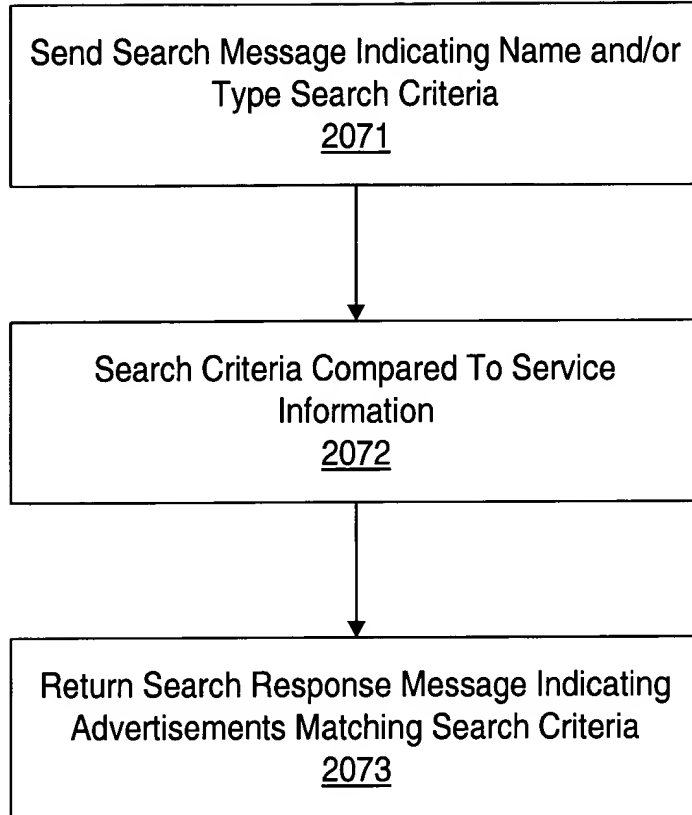 Send Search Message Indicating Name and/or
Type Search Criteria
2071
Search Criteria Compared To Service
Information
2072
Return Search Response Message Indicating
Advertisements Matching Search Criteria
2073